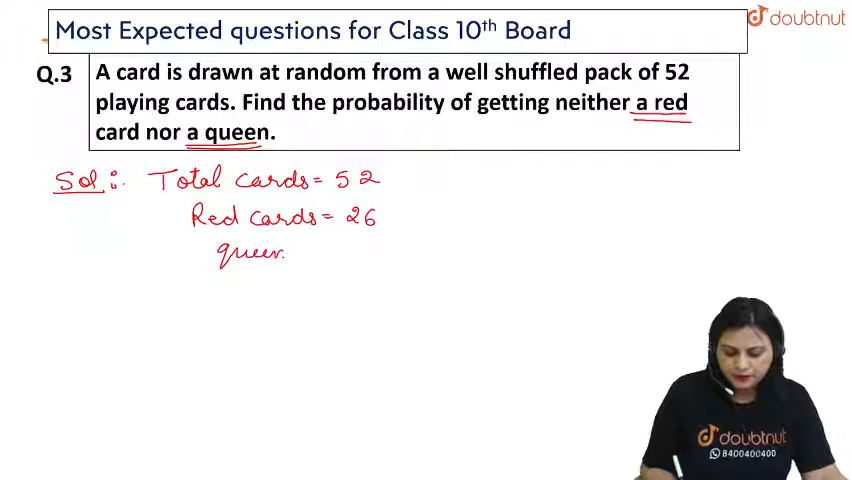 Most Expected questions for Class 10th Board
doubtnut
Q.3 A card is drawn at random from a well shuffled pack of 52
playing cards. Find the probability of getting neither a red
card nor a queen.
Sol:. Total cards = 52
Red cards = 26
queen
doubtnut
8400400400